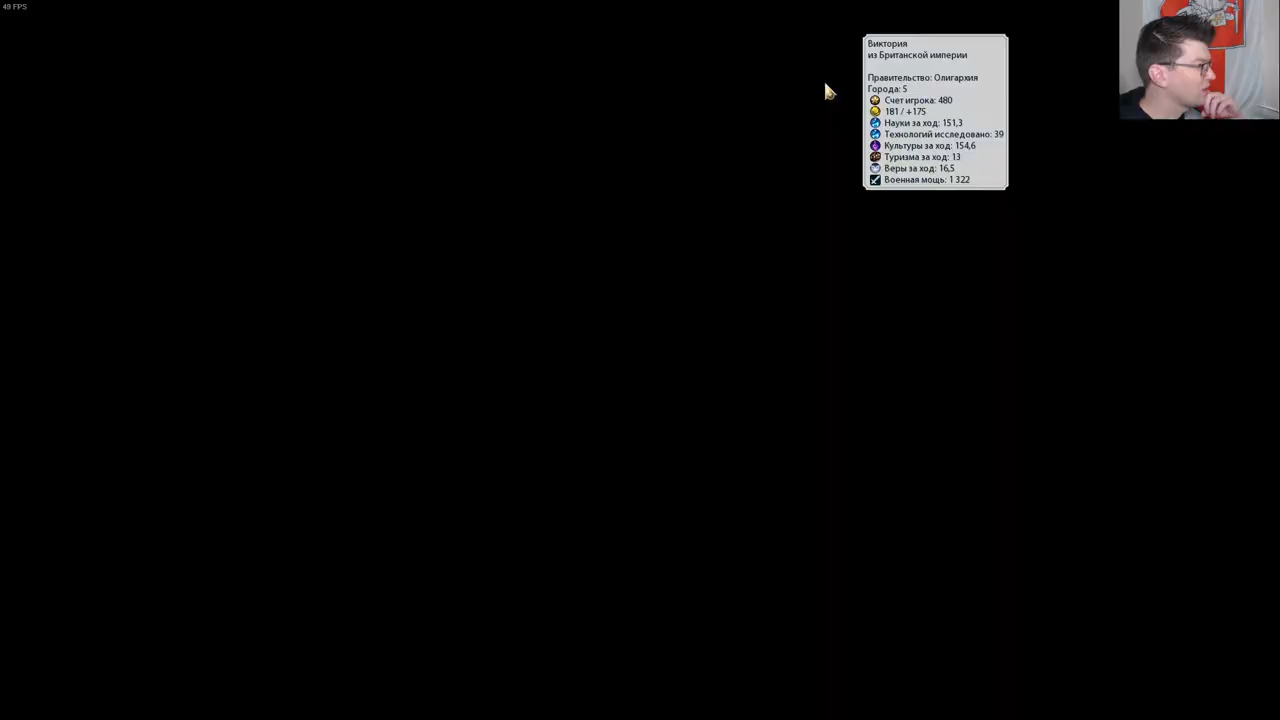 49 FPS
Виктория
из Британской империи
Правительство: Олигархия
Города: 5
Счет игрока: 480
181 / +175
Науки за ход: 151,3
Технологий исследовано: 39
Культуры за ход: 154,6
Туризма за ход: 13
Веры за ход: 16,5
Военная мощь: 1 322